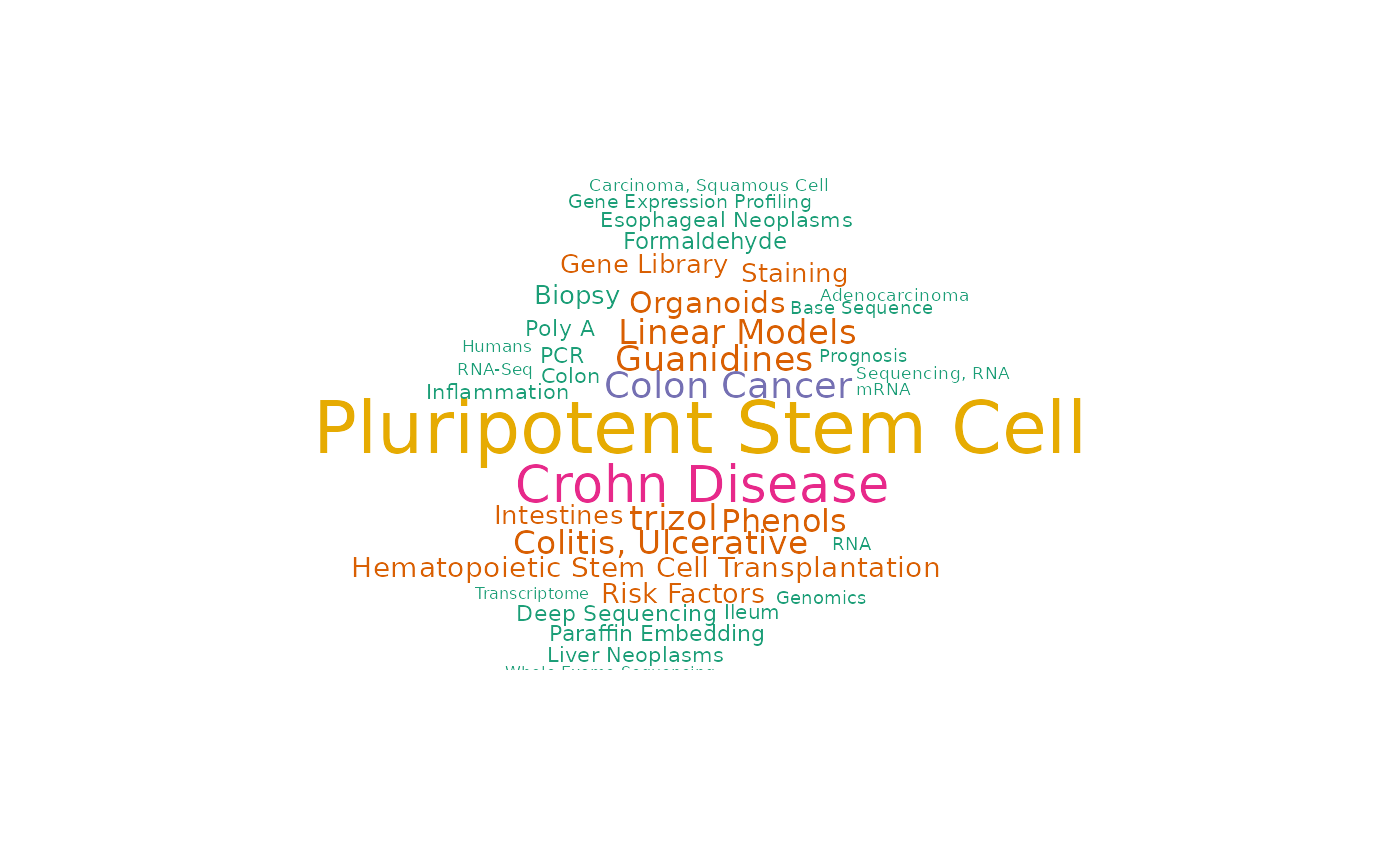 Carcinoma, Squamous Cell
Gene Expression Profiling
Esophageal Neoplasms
Formaldehyde
Gene Library
Staining
Biopsy
Organoids
Adenocarcinoma
Base Sequence
Poly A
Linear Models
Humans
PCR
Guanidines
Prognosis
RNA-Seq
Colon
Colon Cancer
Sequencing, RNA
mRNA
Inflammation
Pluripotent Stem Cell
Crohn Disease
Intestines
trizol
Phenols
Colitis, Ulcerative
RNA
Hematopoietic Stem Cell Transplantation
Transcriptome
Risk Factors
Genomics
Deep Sequencing
Ileum
Paraffin Embedding
Liver Neoplasms
Whole Exome Sequencing